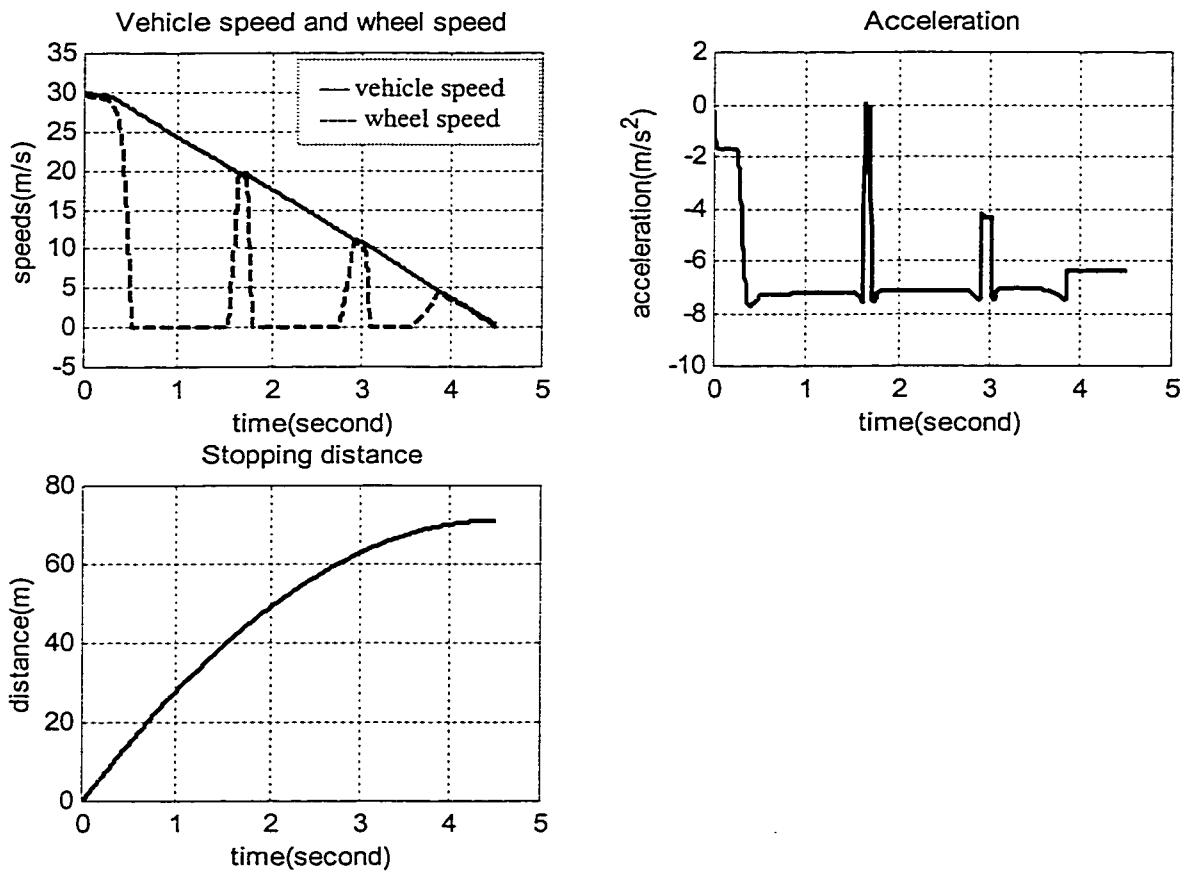 Vehicle speed and wheel speed
35
30
25
20
15
10
5
0
-5
speeds(m/s)
vehicle speed
wheel speed
0 1 2 3 4 5
time(second)
Acceleration
2
0
-2
-4
-6
-8
-10
acceleration(m/s²)
0 1 2 3 4 5
time(second)
Stopping distance
80
60
40
20
0
distance(m)
0 1 2 3 4 5
time(second)